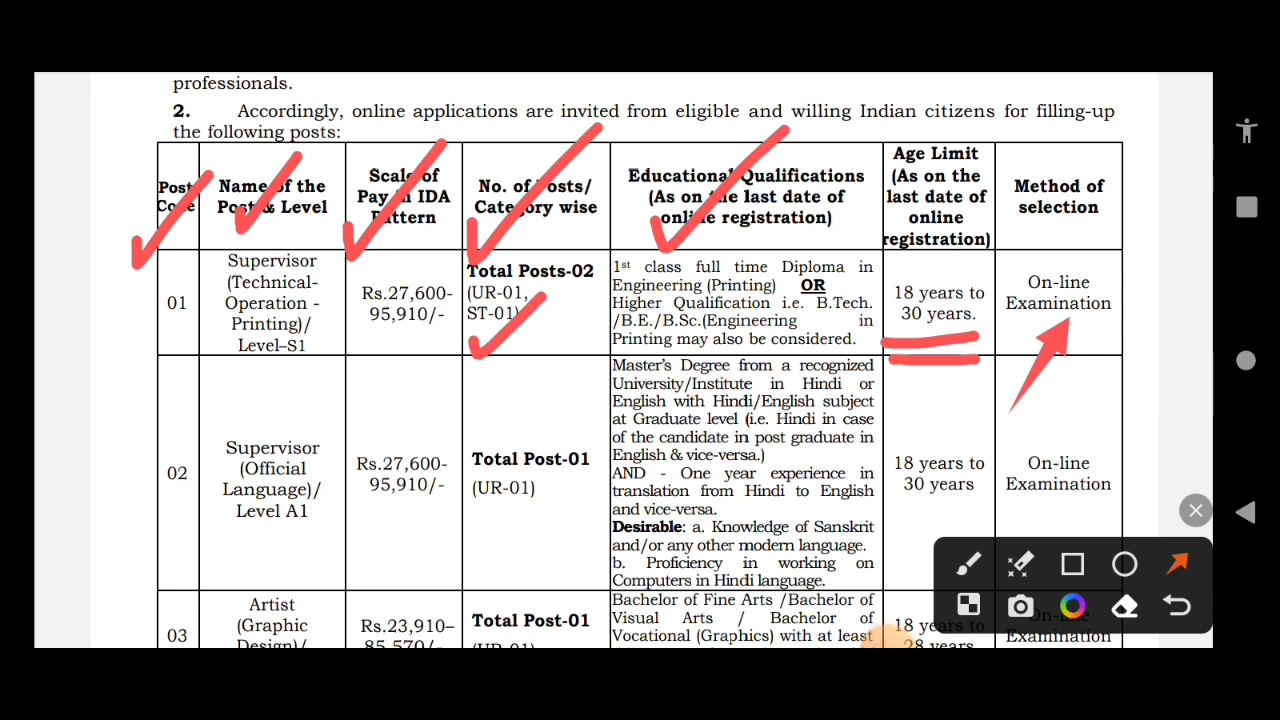 professionals.
2. Accordingly, online applications are invited from eligible and willing Indian citizens for filling-up
the following posts:
Post
Code
Name of the
Post & Level
Scale of
Pay in IDA
Pattern
No. of Posts/
Category wise
Educational Qualifications
(As on the last date of
online registration)
Age Limit
(As on the
last date of
online
registration)
Method of
selection
01
Supervisor
(Technical-
Operation -
Printing)/
Level–S1
Rs.27,600-
95,910/-
Total Posts-02
(UR-01,
ST-01)
1st class full time Diploma in
Engineering (Printing) OR
Higher Qualification i.e. B.Tech.
/B.E./B.Sc.(Engineering in
Printing may also be considered.
18 years to
30 years.
On-line
Examination
02
Supervisor
(Official
Language)/
Level A1
Rs.27,600-
95,910/-
Total Post-01
(UR-01)
Master's Degree from a recognized
University/Institute in Hindi or
English with Hindi/English subject
at Graduate level (i.e. Hindi in case
of the candidate in post graduate in
English & vice-versa.)
AND - One year experience in
translation from Hindi to English
and vice-versa.
Desirable: a. Knowledge of Sanskrit
and/or any other modern language.
b. Proficiency in working on
Computers in Hindi language.
18 years to
30 years
On-line
Examination
03
Artist
(Graphic
Design)/
Rs.23,910–
85,570/-
Total Post-01
(UR-01)
Bachelor of Fine Arts /Bachelor of
Visual Arts / Bachelor of
Vocational (Graphics) with at least
18 years to
28 years
On-line
Examination